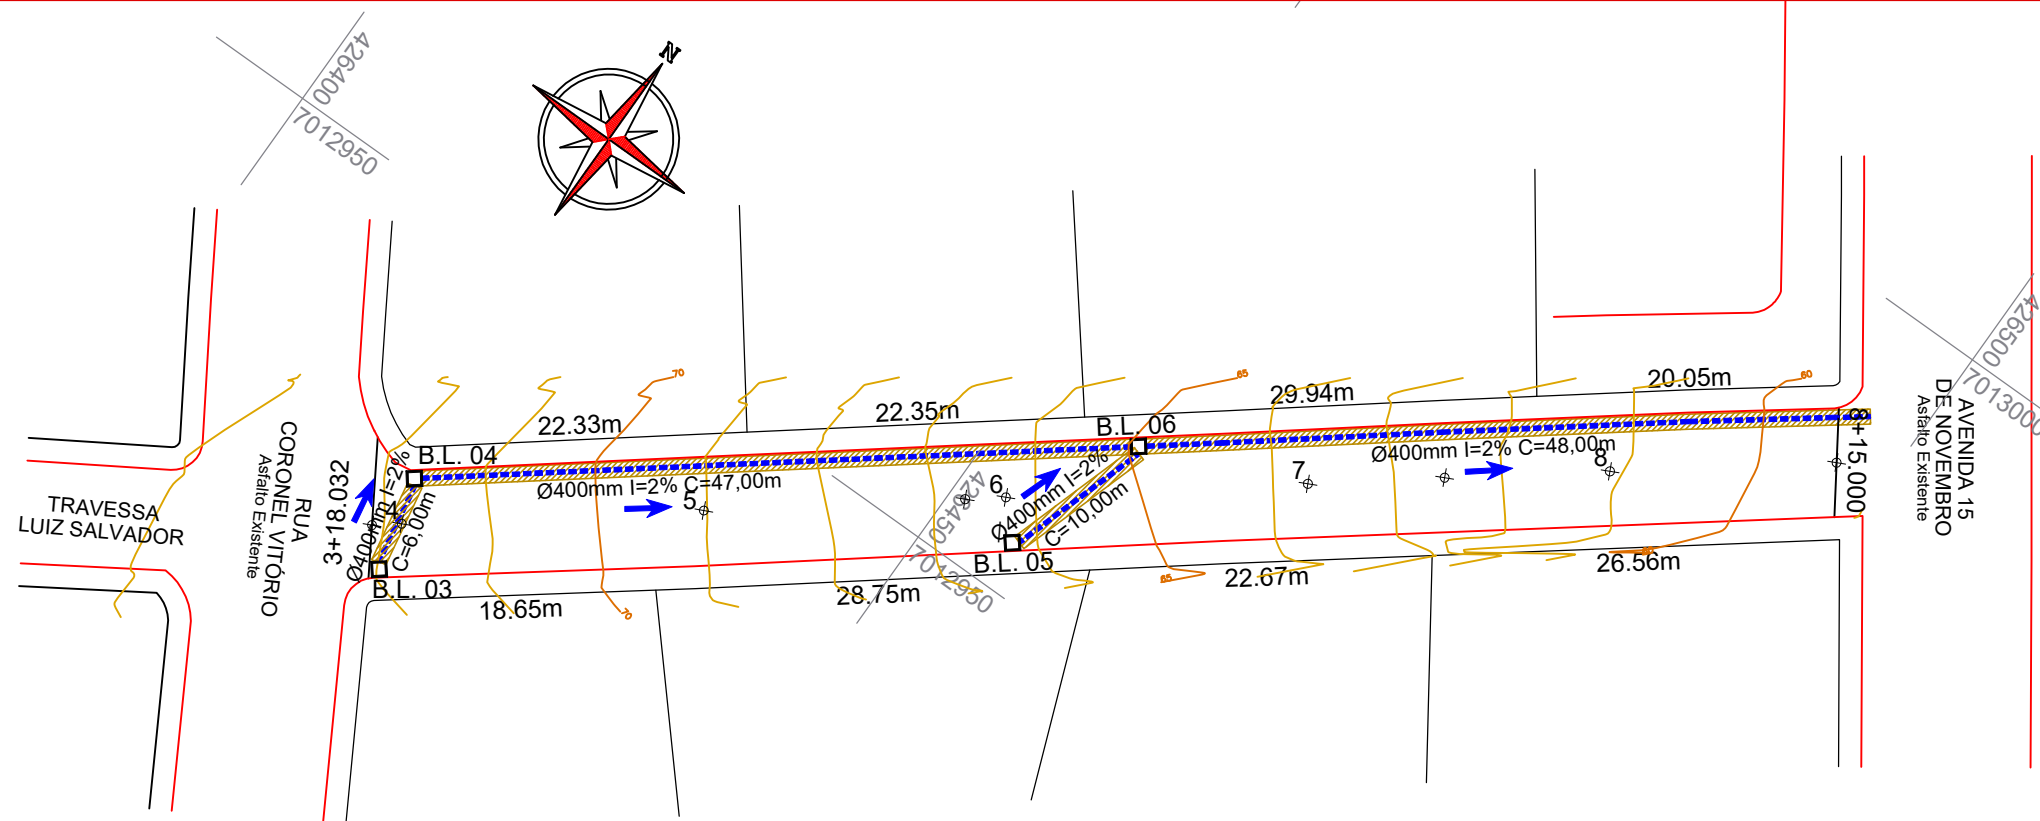 N
426400
7012950
426500
7013000
70
65
60
22.33m
22.35m
29.94m
20.05m
B.L. 04
B.L. 06
Ø400mm I=2% C=47,00m
Ø400mm I=2% C=48,00m
Ø400mm I=2%
C=6,00m
Ø400mm I=2%
C=10,00m
4
5
6
7
8
3+18.032
8+15.000
TRAVESSA
LUIZ SALVADOR
RUA
CORONEL VITÓRIO
Asfalto Existente
AVENIDA 15
DE NOVEMBRO
Asfalto Existente
426450
7012950
B.L. 03
B.L. 05
18.65m
28.75m
22.67m
26.56m
70
65